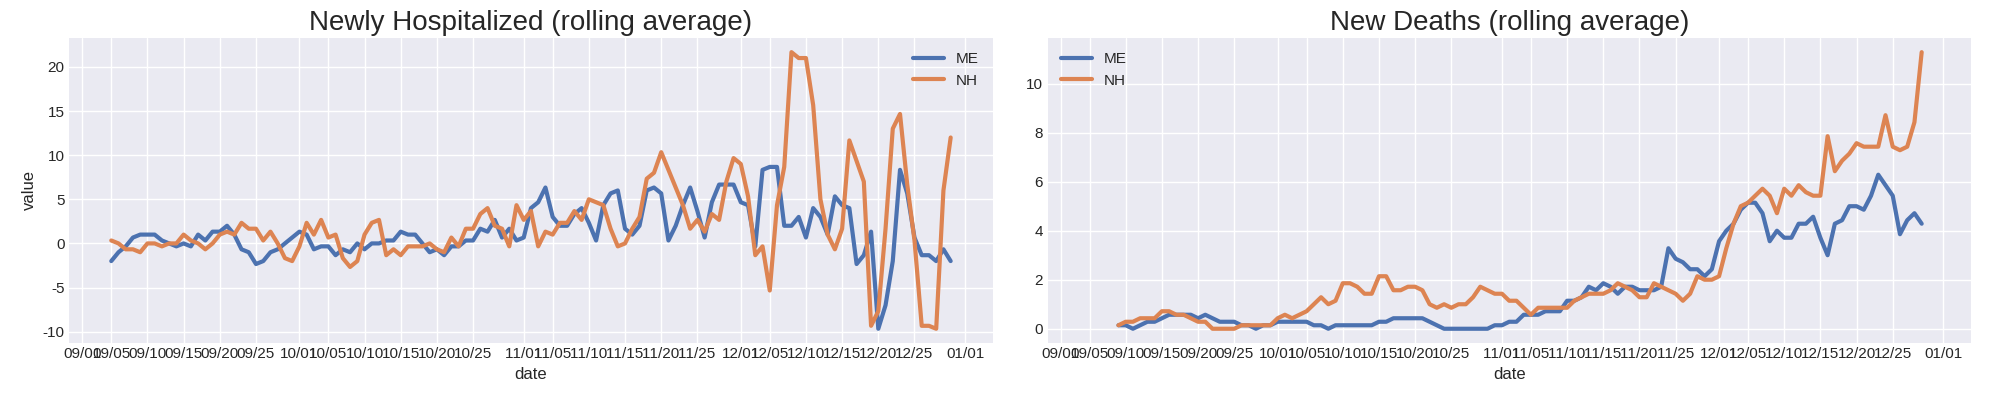 Newly Hospitalized (rolling average)
ME
NH
value
20
15
10
5
0
-5
-10
09/01 09/05 09/10 09/15 09/20 09/25 10/01 10/05 10/10 10/15 10/20 10/25 11/01 11/05 11/10 11/15 11/20 11/25 12/01 12/05 12/10 12/15 12/20 12/25 01/01
date
New Deaths (rolling average)
ME
NH
10
8
6
4
2
0
09/01 09/05 09/10 09/15 09/20 09/25 10/01 10/05 10/10 10/15 10/20 10/25 11/01 11/05 11/10 11/15 11/20 11/25 12/01 12/05 12/10 12/15 12/20 12/25 01/01
date